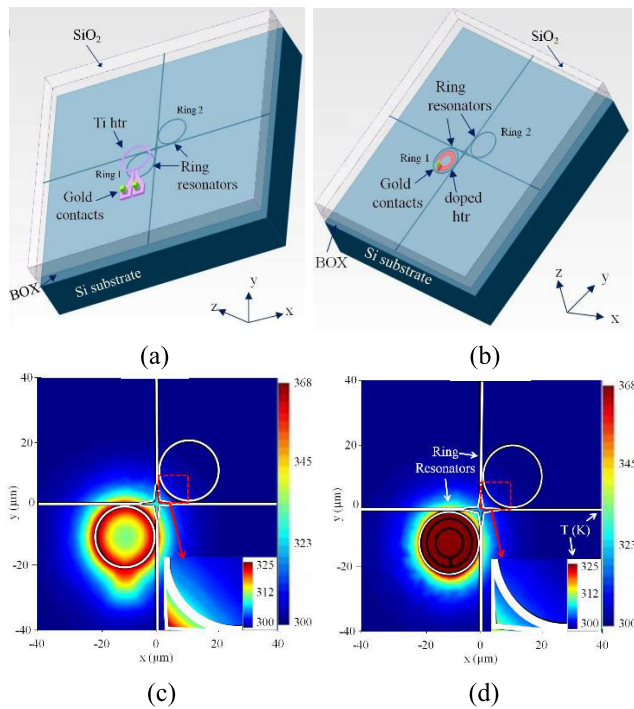 SiO₂
Ring 2
Ti htr
Ring 1
Ring resonators
Gold contacts
BOX
Si substrate
y
z
x
(a)
SiO₂
Ring resonators
Ring 2
Ring 1
Gold contacts
doped htr
BOX
Si substrate
z
y
x
(b)
40
20
0
-20
-40
y (µm)
-40
-20
0
20
40
x (µm)
368
345
323
300
325
312
300
(c)
40
20
0
-20
-40
y (µm)
-40
-20
0
20
40
x (µm)
Ring Resonators
T (K)
368
345
323
300
325
312
300
(d)